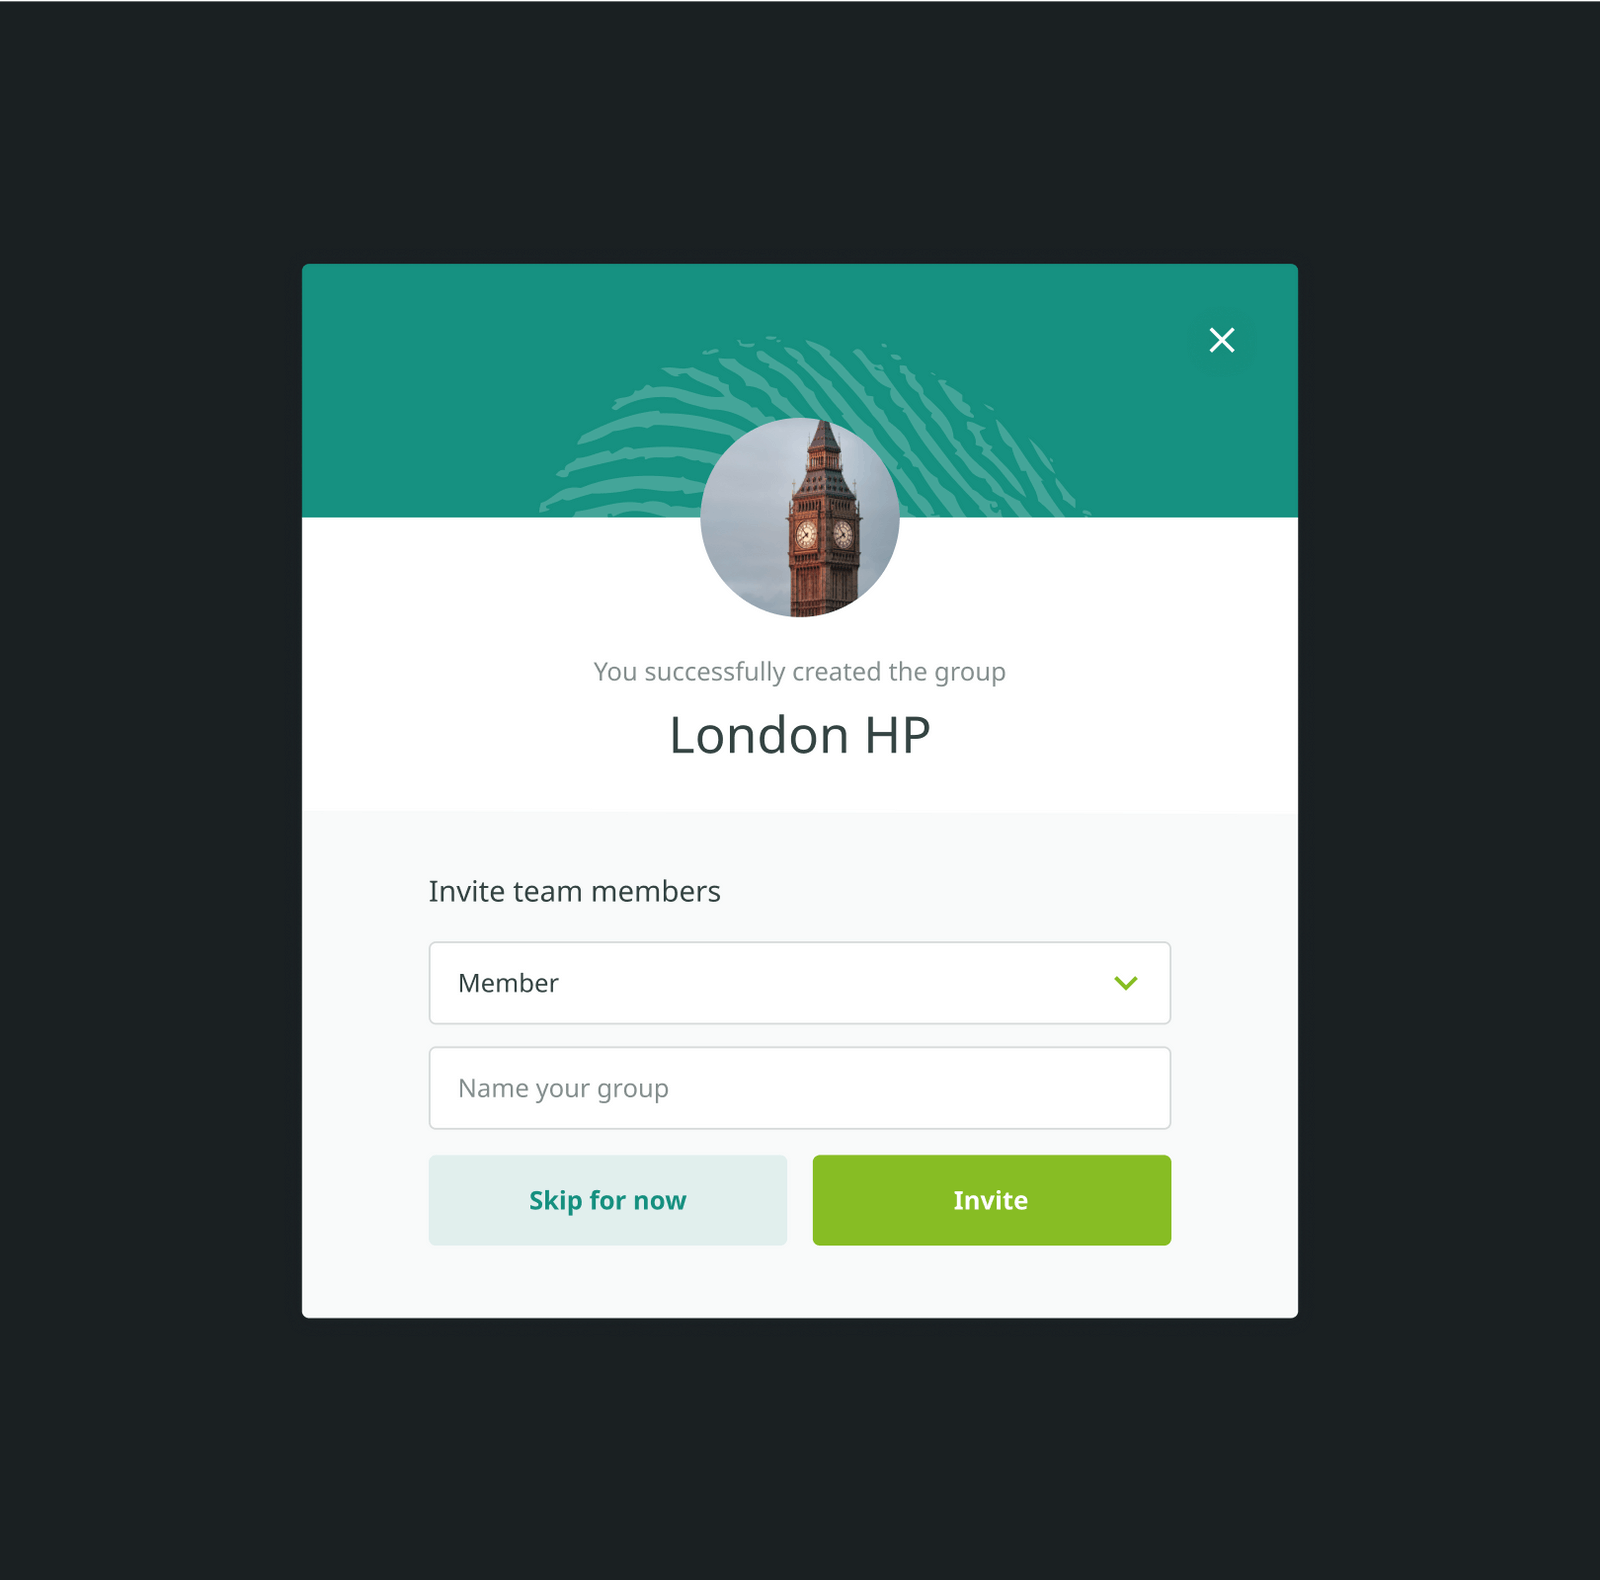 You successfully created the group
London HP
Invite team members
Member
Name your group
Skip for now
Invite